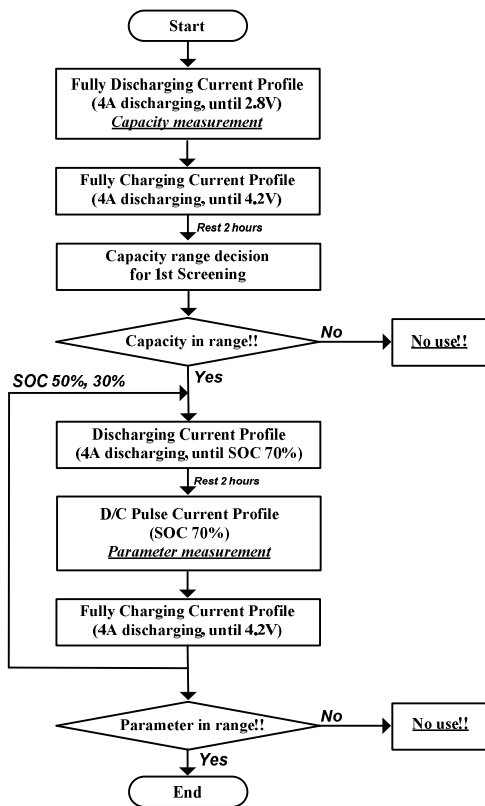 Start
Fully Discharging Current Profile
(4A discharging, until 2.8V)
Capacity measurement
Fully Charging Current Profile
(4A discharging, until 4.2V)
Rest 2 hours
Capacity range decision
for 1st Screening
Capacity in range!!
No
No use!!
Yes
SOC 50%, 30%
Discharging Current Profile
(4A discharging, until SOC 70%)
Rest 2 hours
D/C Pulse Current Profile
(SOC 70%)
Parameter measurement
Fully Charging Current Profile
(4A discharging, until 4.2V)
Parameter in range!!
No
No use!!
Yes
End